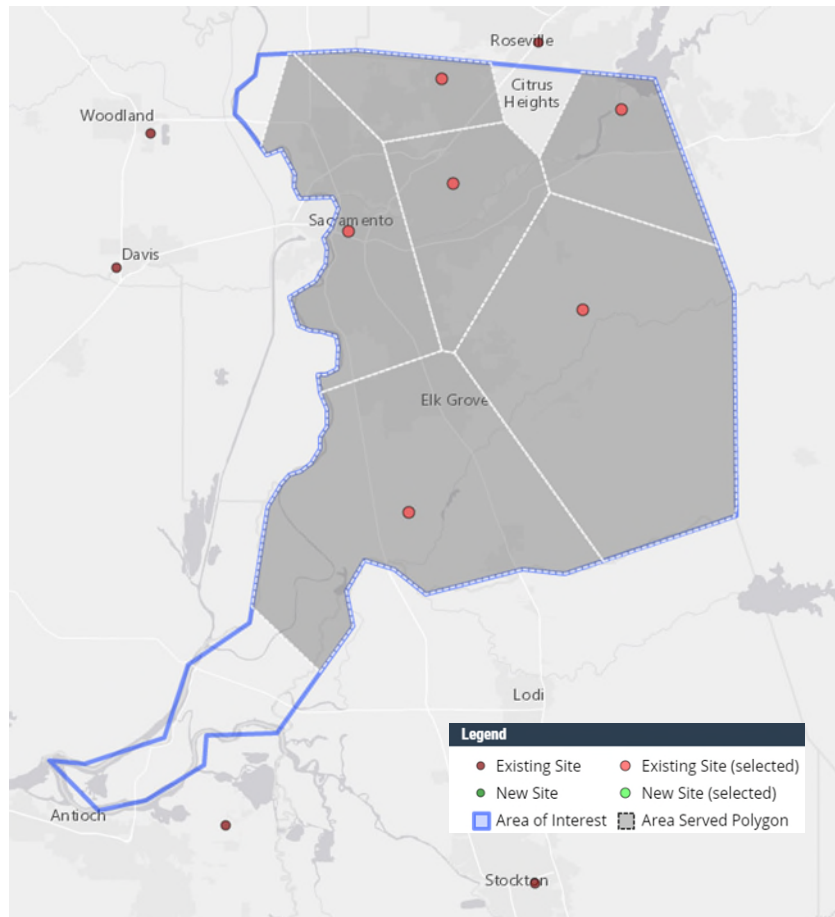 Roseville
Citrus
Heights
Woodland
Sacramento
Davis
Elk Grove
Lodi
Legend
Existing Site
Existing Site (selected)
New Site
New Site (selected)
Area of Interest
Area Served Polygon
Antioch
Stockton